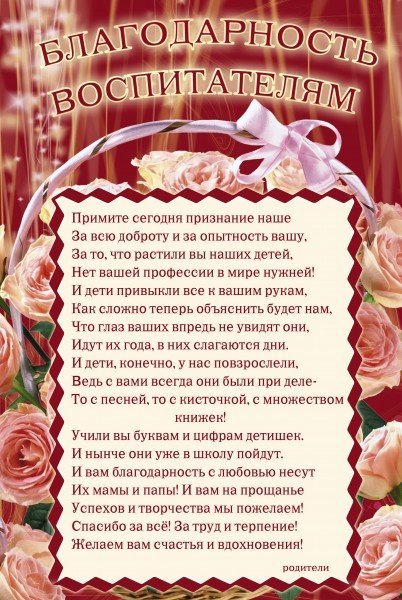 БЛАГОДАРНОСТЬ
ВОСПИТАТЕЛЯМ
Примите сегодня признание наше
За всю доброту и за опытность вашу,
За то, что растили вы наших детей,
Нет вашей профессии в мире нужней!
И дети привыкли все к вашим рукам,
Как сложно теперь объяснить будет нам,
Что глаз ваших впредь не увидят они,
Идут их года, в них слагаются дни.
И дети, конечно, у нас повзрослели,
Ведь с вами всегда они были при деле-
То с песней, то с кисточкой, с множеством
книжек!
Учили вы буквам и цифрам детишек.
И нынче они уже в школу пойдут.
И вам благодарность с любовью несут
Их мамы и папы! И вам на прощанье
Успехов и творчества мы пожелаем!
Спасибо за всё! За труд и терпение!
Желаем вам счастья и вдохновения!
родители